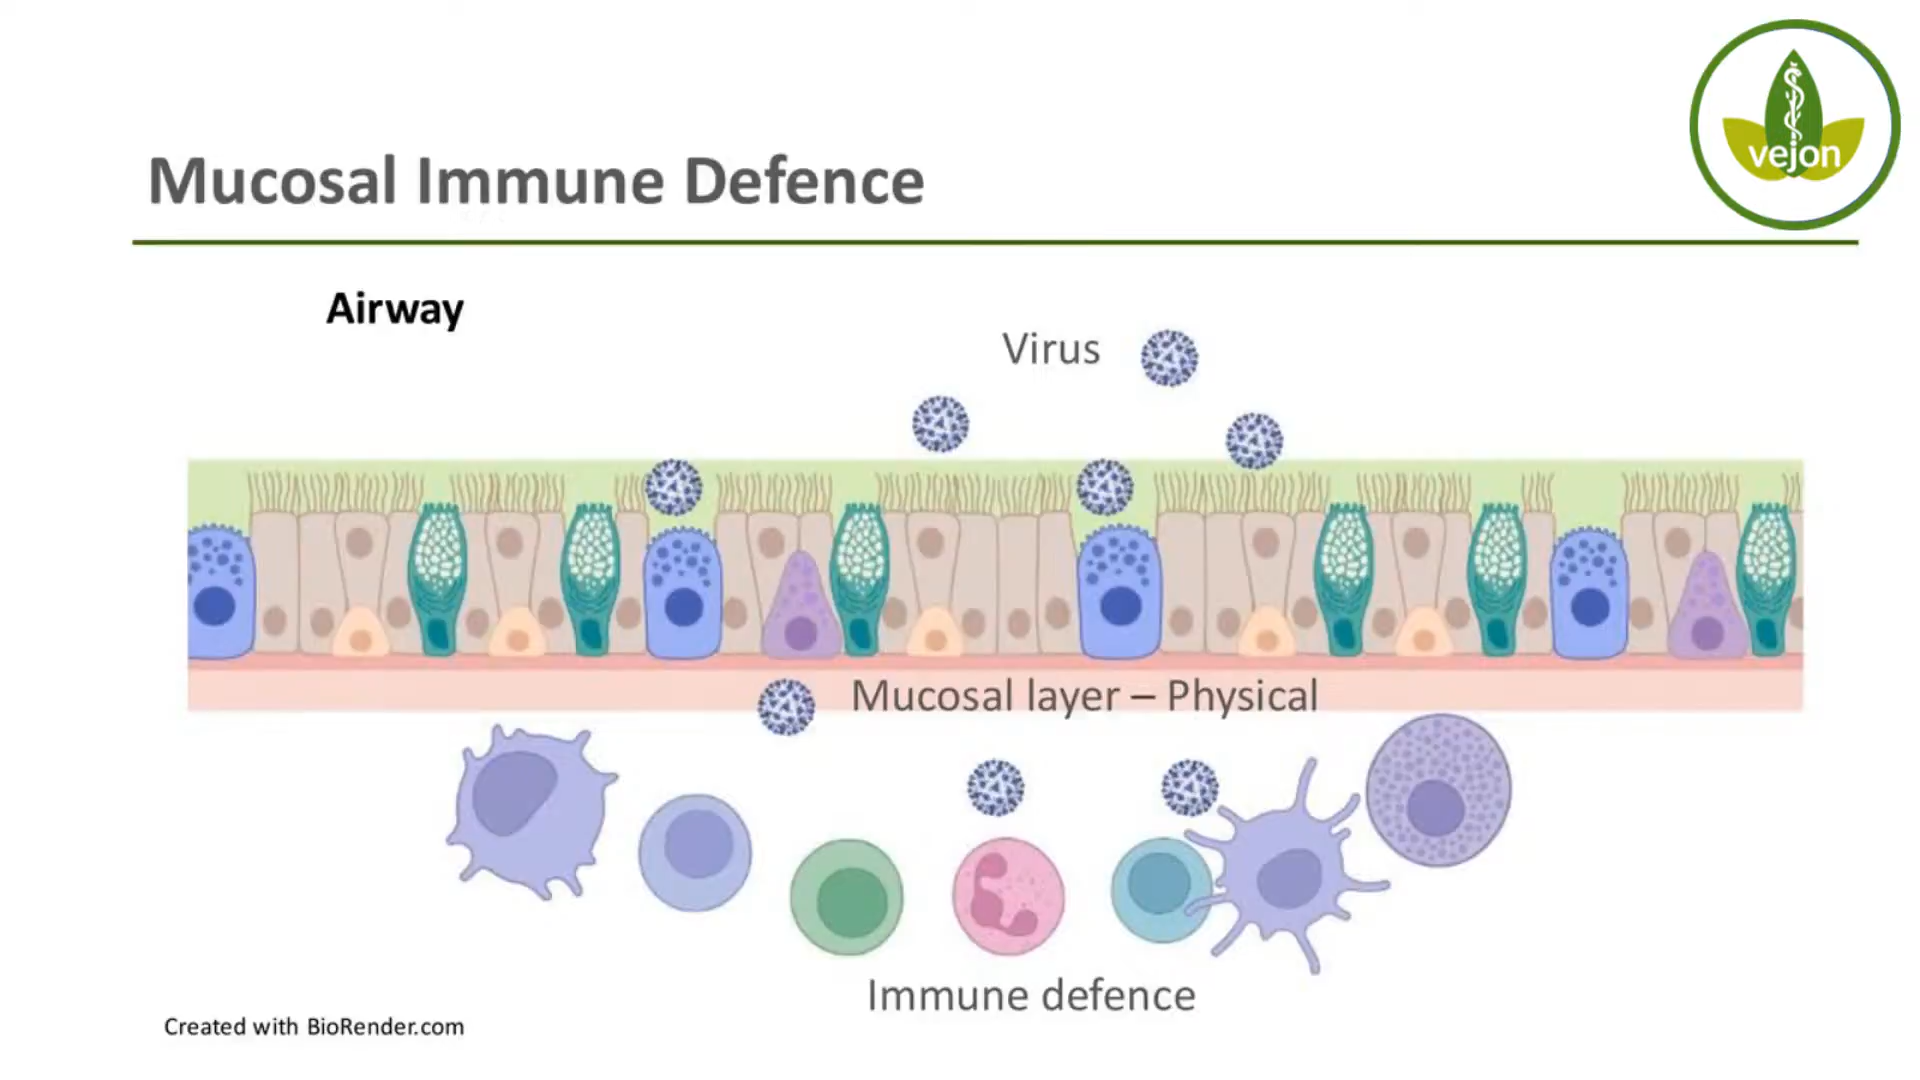 vejon
Mucosal Immune Defence
Airway
Virus
Mucosal layer – Physical
Immune defence
Created with BioRender.com